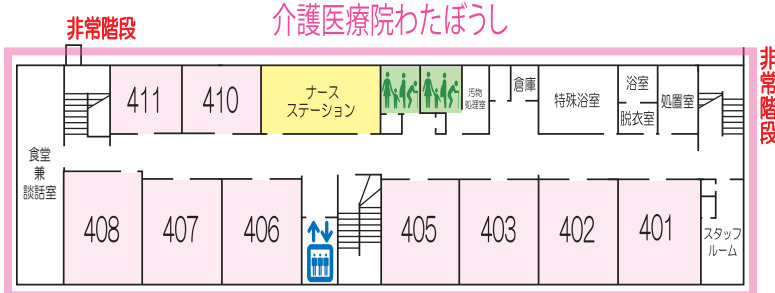 介護医療院わたぼうし
非常階段
非常階段
411
410
ナース
ステーション
汚物
処理室
倉庫
特殊浴室
浴室
脱衣室
処置室
食堂
兼
談話室
408
407
406
405
403
402
401
スタッフ
ルーム